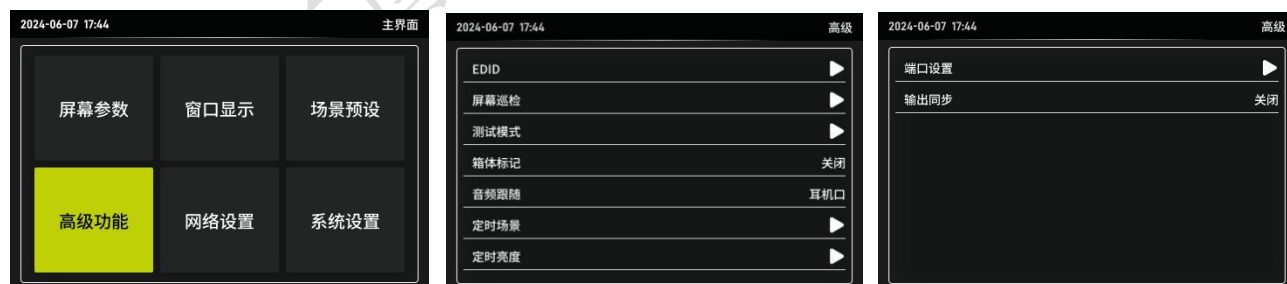 2024-06-07 17:44 主界面
屏幕参数 窗口显示 场景预设
高级功能 网络设置 系统设置
2024-06-07 17:44 高级
EDID
屏幕巡检
测试模式
箱体标记 关闭
音频跟随 耳机口
定时场景
定时亮度
2024-06-07 17:44 高级
端口设置
输出同步 关闭